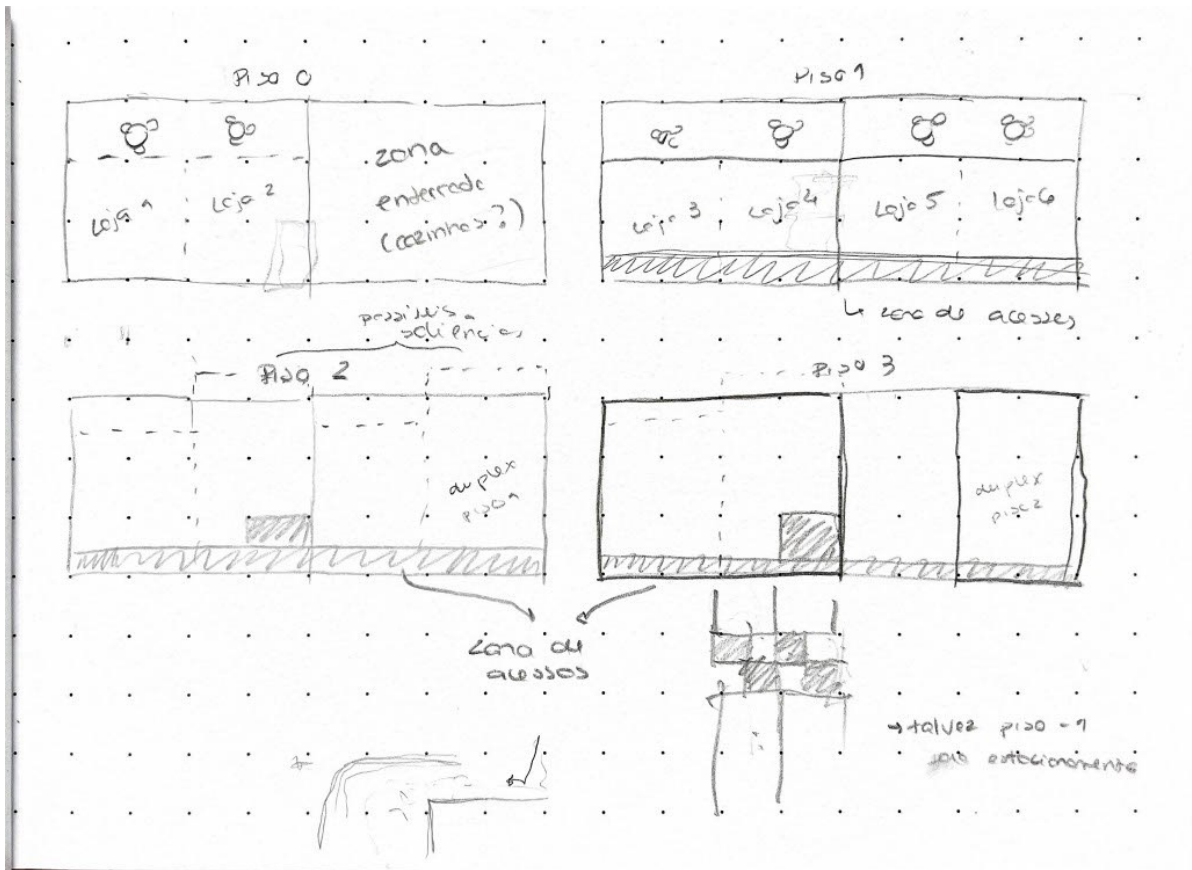 Piso 0
Loja 1
Loja 2
zona
enterrada
(cozinhas?)
Piso 1
Loja 3
Loja 4
Loja 5
Loja 6
↳ zona de acessos
possíveis
saliencias
Piso 2
duplex
piso 1
Piso 3
duplex
piso 2
zona de
acessos
→ talvez piso -1
estacionamento